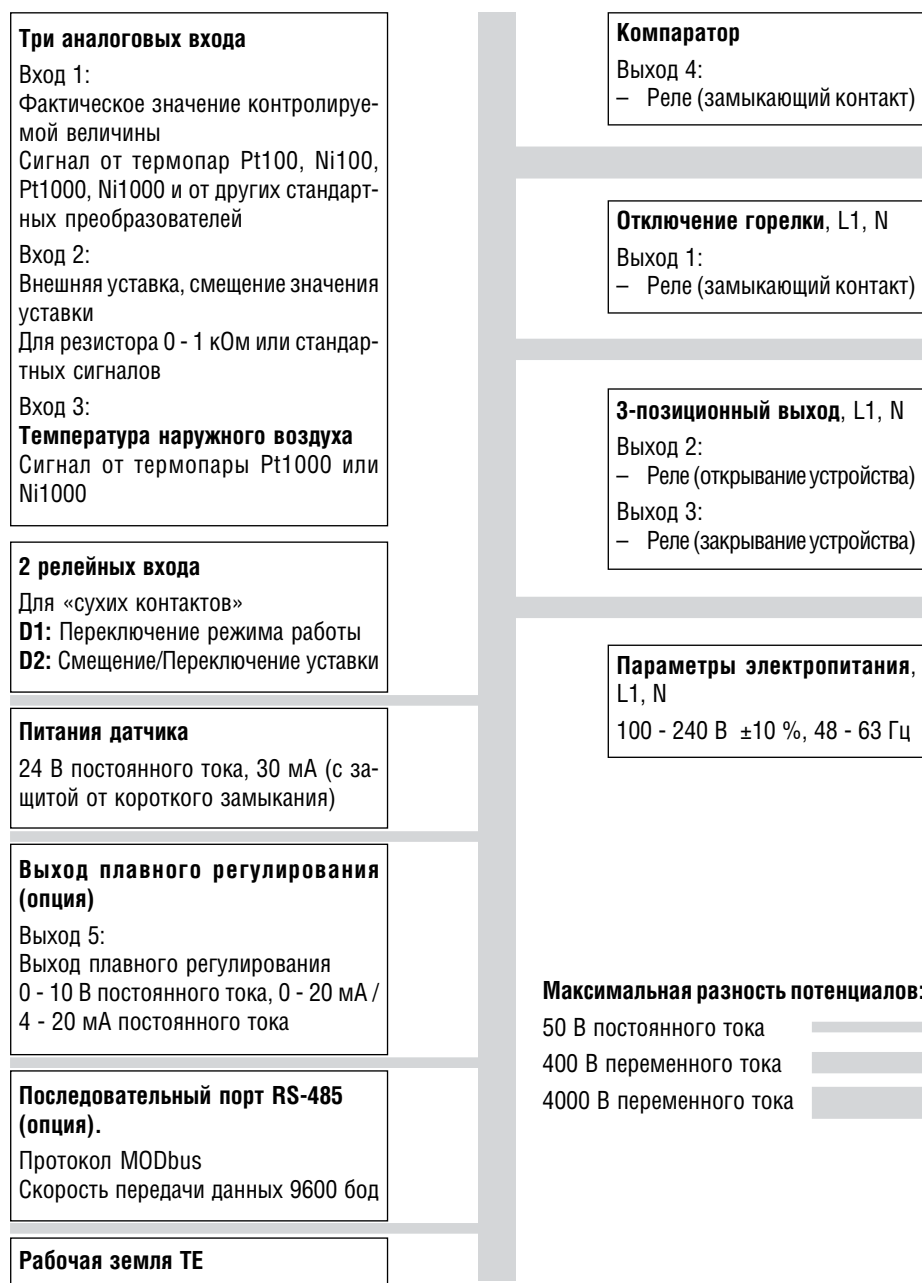 Три аналоговых входа
Вход 1:
Фактическое значение контролируе-
мой величины
Сигнал от термопар Pt100, Ni100,
Pt1000, Ni1000 и от других стандарт-
ных преобразователей
Вход 2:
Внешняя уставка, смещение значения
уставки
Для резистора 0 - 1 кОм или стандар-
тных сигналов
Вход 3:
Температура наружного воздуха
Сигнал от термопары Pt1000 или
Ni1000
2 релейных входа
Для «сухих контактов»
D1: Переключение режима работы
D2: Смещение/Переключение уставки
Питания датчика
24 В постоянного тока, 30 мА (с за-
щитой от короткого замыкания)
Выход плавного регулирования
(опция)
Выход 5:
Выход плавного регулирования
0 - 10 В постоянного тока, 0 - 20 мА /
4 - 20 мА постоянного тока
Последовательный порт RS-485
(опция).
Протокол MODbus
Скорость передачи данных 9600 бод
Рабочая земля TE
Компаратор
Выход 4:
– Реле (замыкающий контакт)
Отключение горелки, L1, N
Выход 1:
– Реле (замыкающий контакт)
3-позиционный выход, L1, N
Выход 2:
– Реле (открывание устройства)
Выход 3:
– Реле (закрывание устройства)
Параметры электропитания,
L1, N
100 - 240 В ±10 %, 48 - 63 Гц
Максимальная разность потенциалов:
50 В постоянного тока
400 В переменного тока
4000 В переменного тока